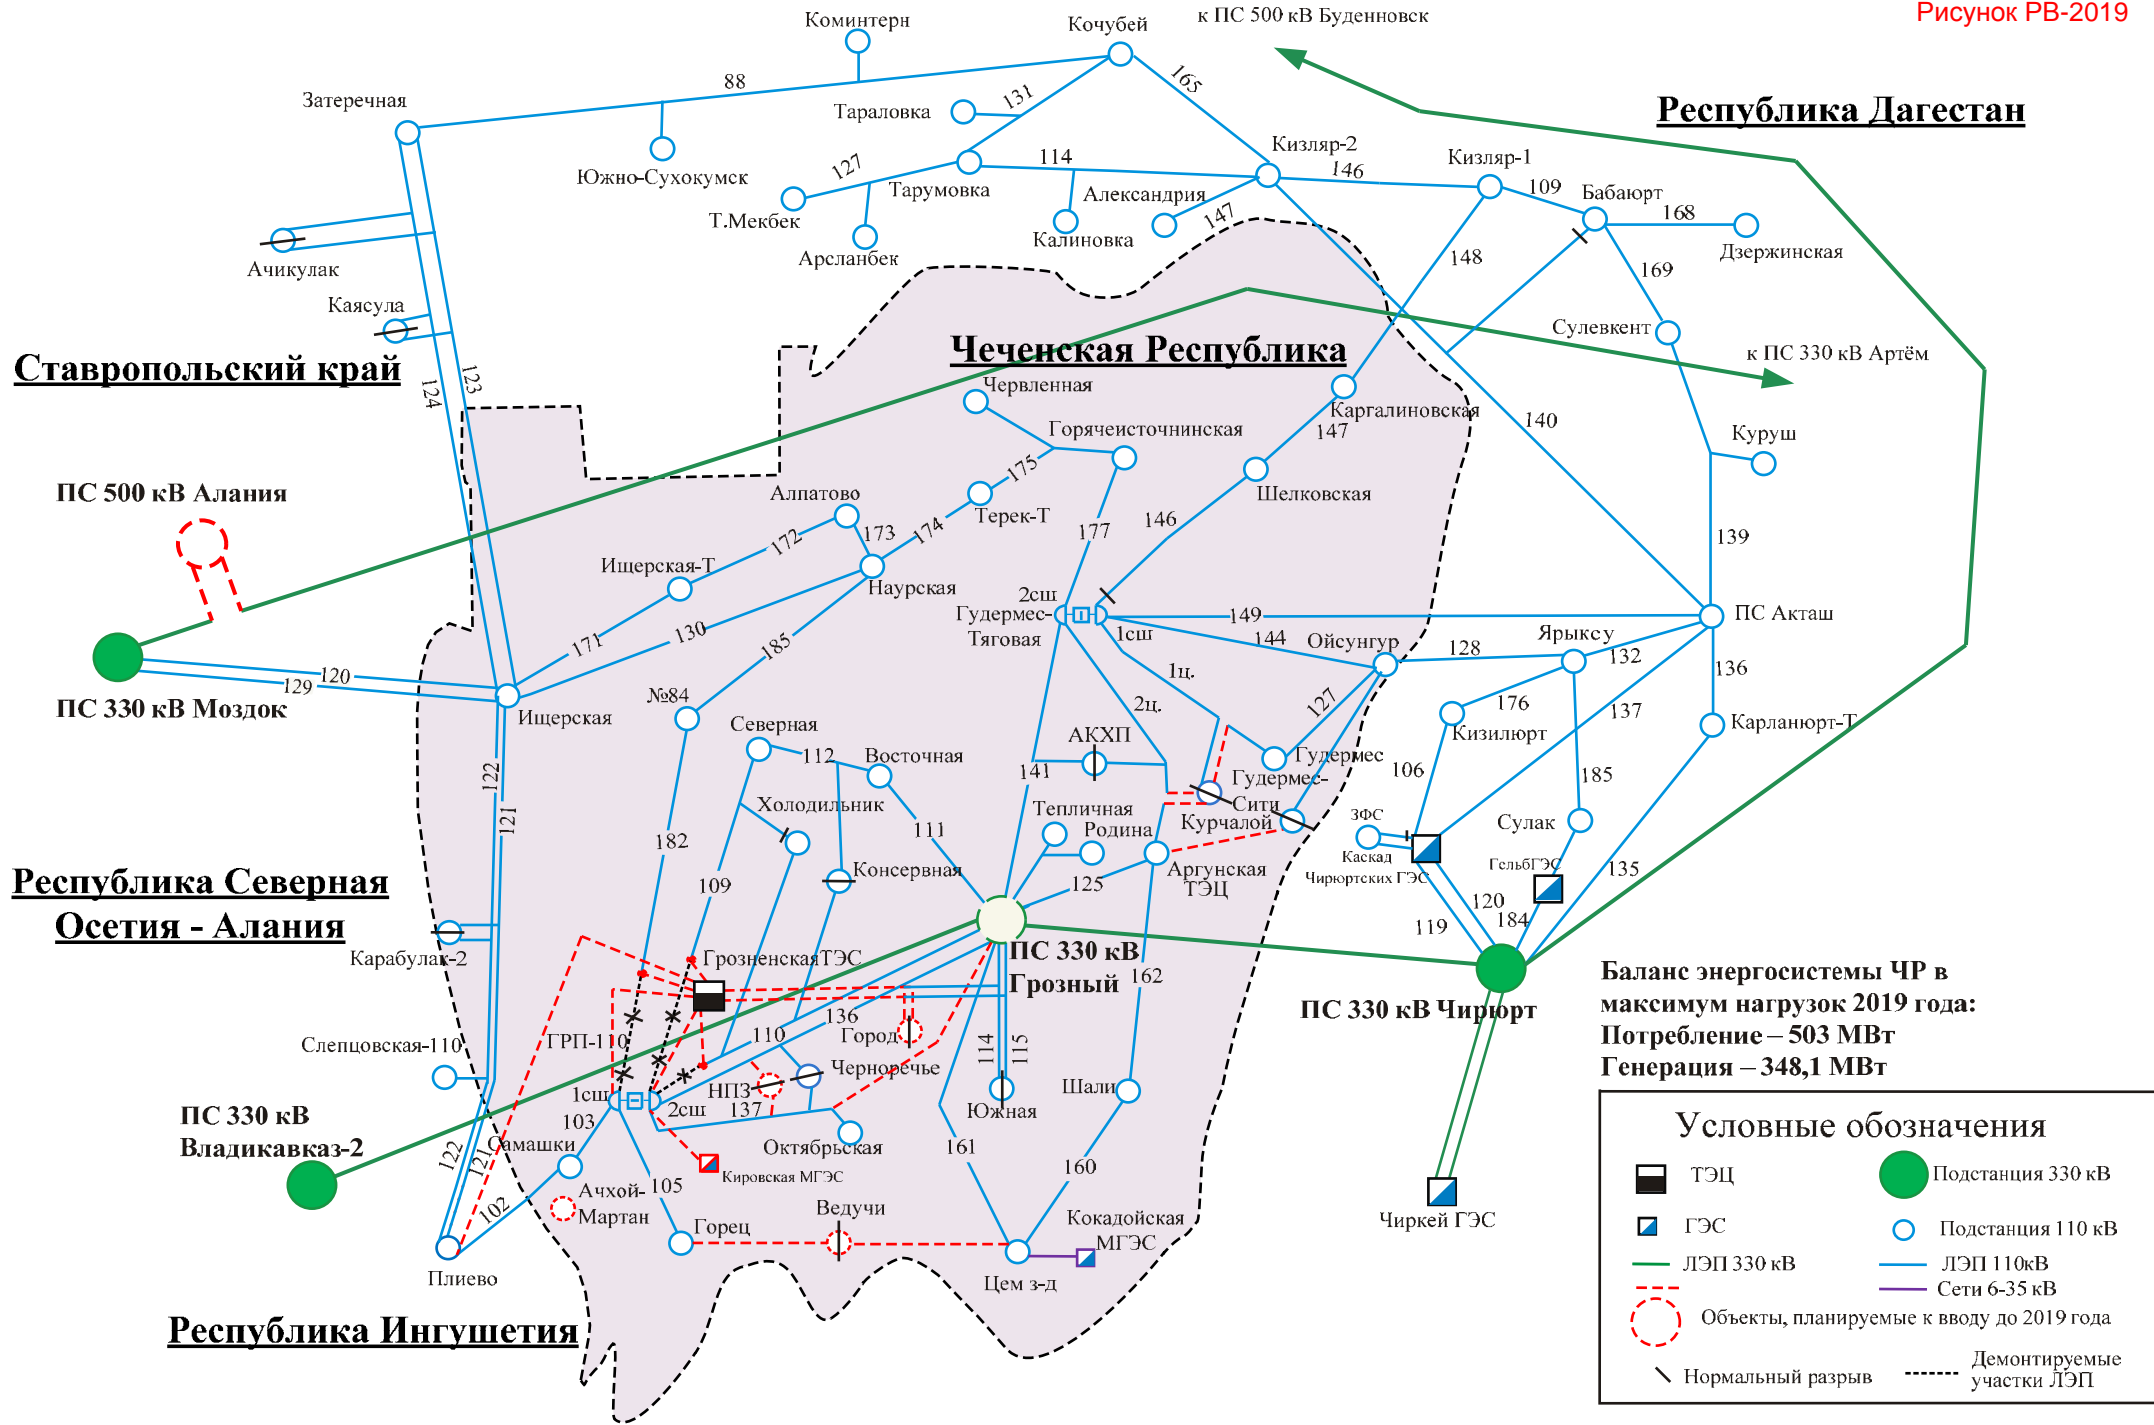 Рисунок РВ-2019
к ПС 500 кВ Буденновск
Коминтерн
Кочубей
88
165
Затеречная
Тараловка
131
Республика Дагестан
Южно-Сухокумск
127
Тарумовка
114
Кизляр-2
146
Кизляр-1
109
Бабаюрт
168
Т.Мекбек
Александрия
147
Арсланбек
Калиновка
Дзержинская
Ачикулак
148
169
Каясула
Сулевкент
Чеченская Республика
к ПС 330 кВ Артём
Ставропольский край
124
123
Червленная
Каргалиновская
147
140
Горячеисточнинская
Куруш
175
Шелковская
ПС 500 кВ Алания
Алпатово
Терек-Т
172
173
174
177
146
139
Ищерская-Т
Наурская
2сш
Гудермес-
Тяговая
1сш
149
144
Ойсунгур
128
Ярыксу
132
ПС Акташ
171
130
185
1ц.
2ц.
136
120
129
ПС 330 кВ Моздок
Ищерская
№84
127
176
137
Карланюрт-Т
Северная
112
Восточная
АКХП
Гудермес
Кизилюрт
122
121
141
106
185
Гудермес-
Сити
Холодильник
Тепличная
Родина
Курчалой
ЗФС
Сулак
182
111
Каскад
Чирюртских ГЭС
ГельбГЭС
109
Консервная
125
Аргунская
ТЭЦ
135
Республика Северная
Осетия - Алания
119
120
184
Карабулак-2
ГрозненскаяТЭС
ПС 330 кВ
Грозный
162
ПС 330 кВ Чирюрт
Баланс энергосистемы ЧР в
максимум нагрузок 2019 года:
Потребление – 503 МВт
Генерация – 348,1 МВт
136
110
Город
114
115
Слепцовская-110
ГРП-110
НПЗ
Черноречье
Шали
1сш
2сш
137
Южная
ПС 330 кВ
Владикавказ-2
103
Самашки
Октябрьская
161
160
122
121
Кировская МГЭС
102
Ачхой-
Мартан
105
Горец
Ведучи
Кокадойская
МГЭС
Чиркей ГЭС
Плиево
Цем з-д
Республика Ингушетия
Условные обозначения
ТЭЦ
Подстанция 330 кВ
ГЭС
Подстанция 110 кВ
ЛЭП 330 кВ
ЛЭП 110кВ
Сети 6-35 кВ
Объекты, планируемые к вводу до 2019 года
Нормальный разрыв
Демонтируемые
участки ЛЭП